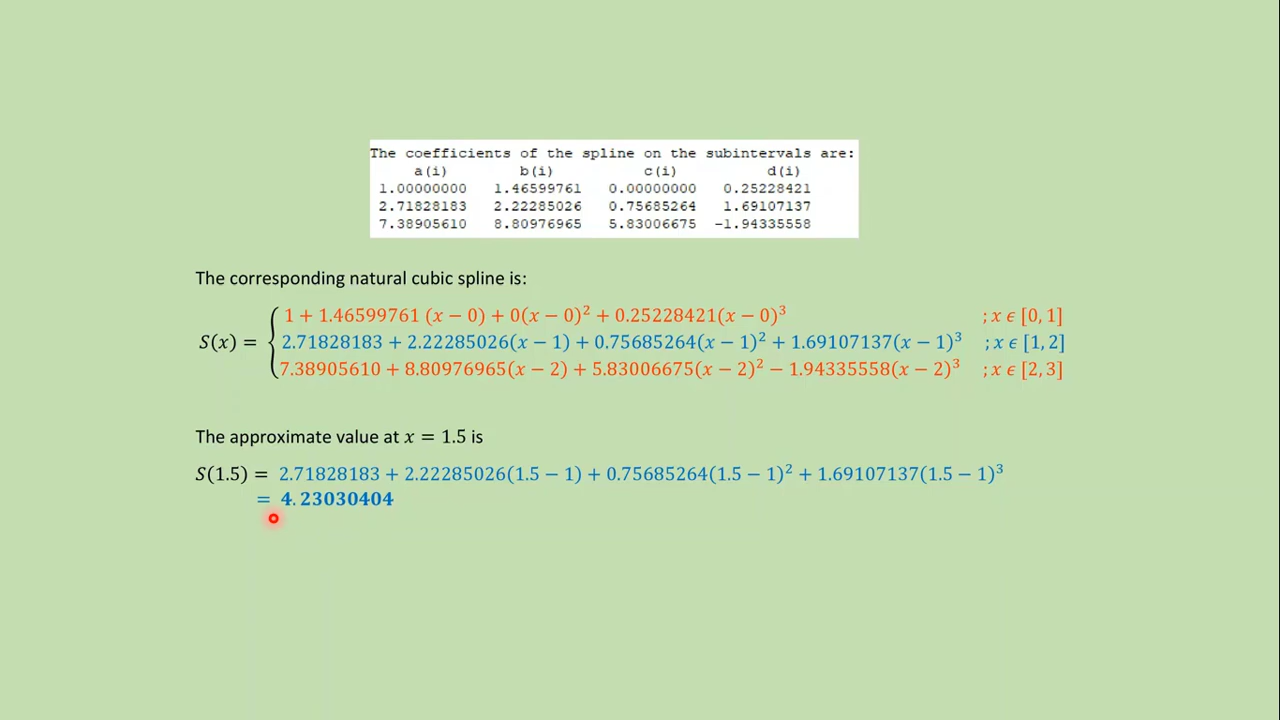 The coefficients of the spline on the subintervals are:
a(i) b(i) c(i) d(i)
1.00000000 1.46599761 0.00000000 0.25228421
2.71828183 2.22285026 0.75685264 1.69107137
7.38905610 8.80976965 5.83006675 -1.94335558
The corresponding natural cubic spline is:
1 + 1.46599761 (x − 0) + 0(x − 0)² + 0.25228421(x − 0)³ ; x ϵ [0, 1]
S(x) = { 2.71828183 + 2.22285026(x − 1) + 0.75685264(x − 1)² + 1.69107137(x − 1)³ ; x ϵ [1, 2]
7.38905610 + 8.80976965(x − 2) + 5.83006675(x − 2)² − 1.94335558(x − 2)³ ; x ϵ [2, 3]
The approximate value at x = 1.5 is
S(1.5) = 2.71828183 + 2.22285026(1.5 − 1) + 0.75685264(1.5 − 1)² + 1.69107137(1.5 − 1)³
= 4.23030404